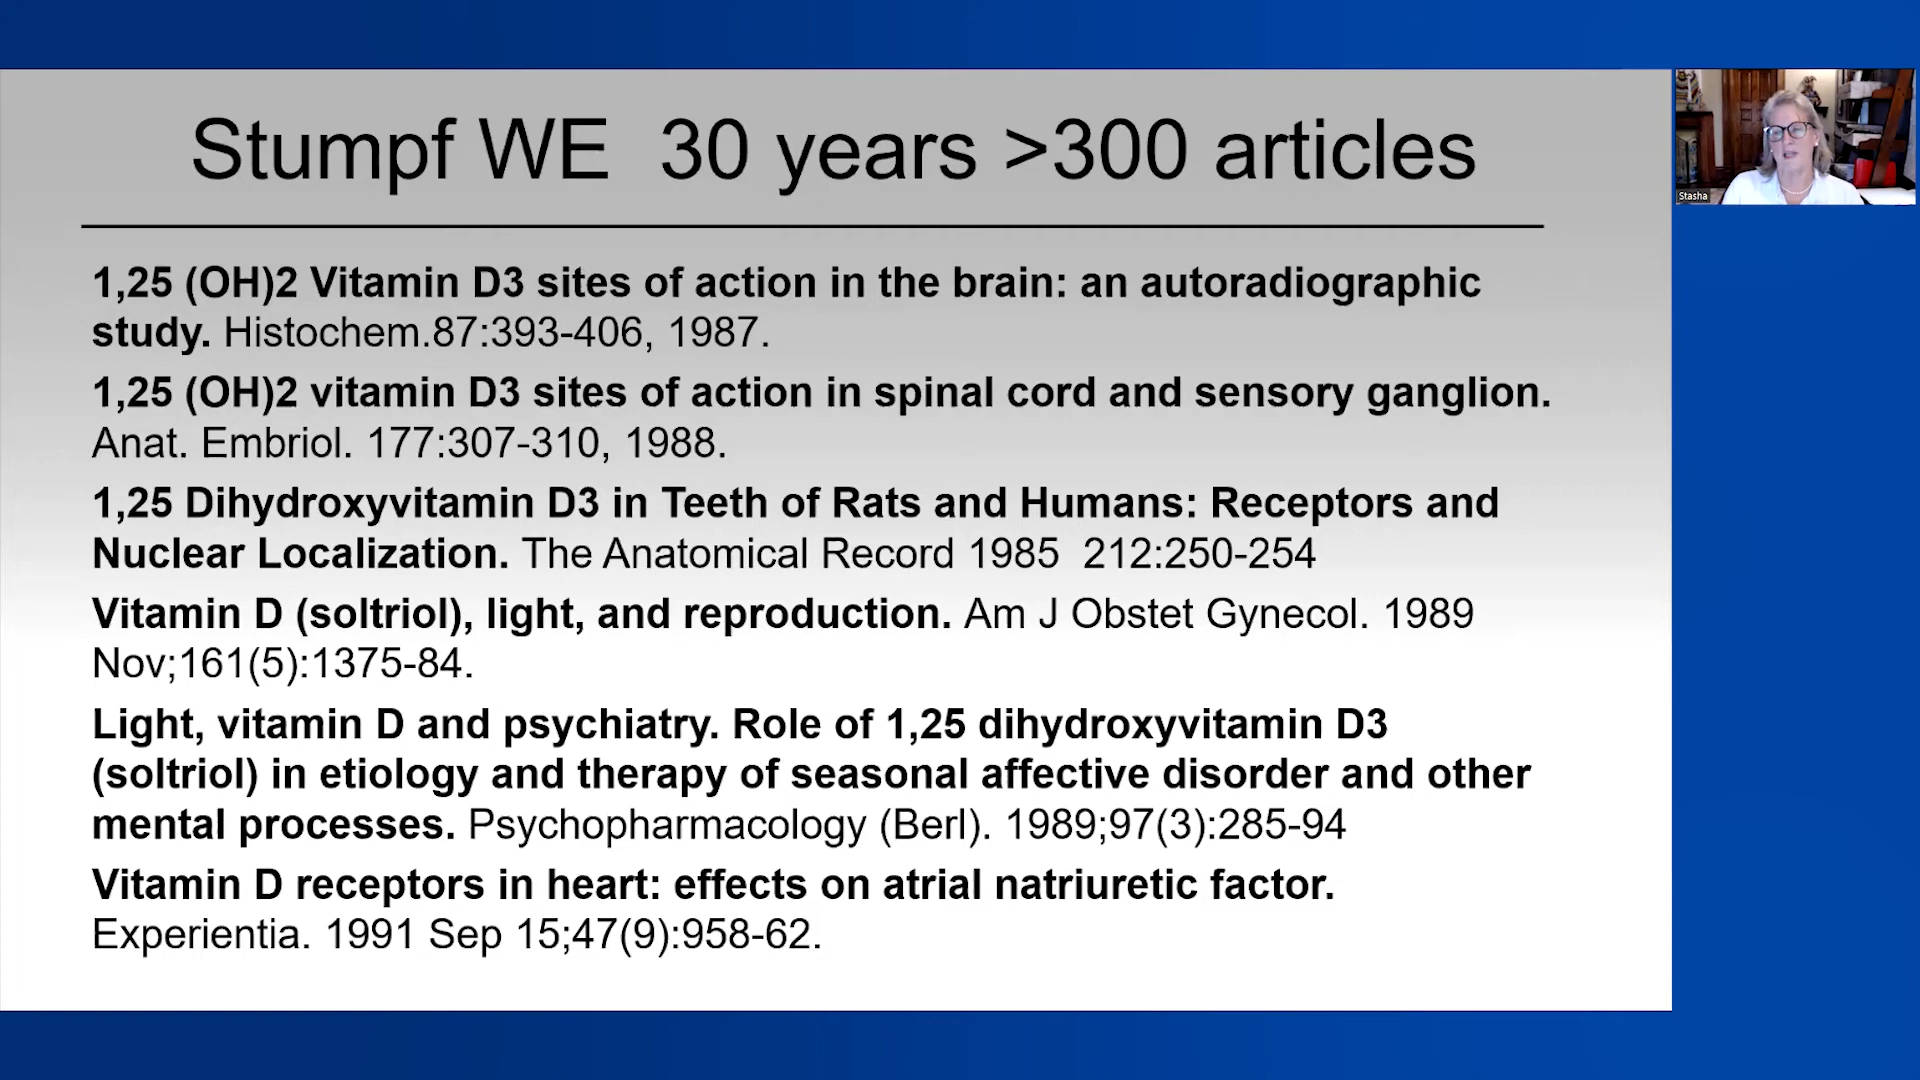 Stumpf WE  30 years >300 articles
1,25 (OH)2 Vitamin D3 sites of action in the brain: an autoradiographic
study. Histochem.87:393-406, 1987.
1,25 (OH)2 vitamin D3 sites of action in spinal cord and sensory ganglion.
Anat. Embriol. 177:307-310, 1988.
1,25 Dihydroxyvitamin D3 in Teeth of Rats and Humans: Receptors and
Nuclear Localization. The Anatomical Record 1985  212:250-254
Vitamin D (soltriol), light, and reproduction. Am J Obstet Gynecol. 1989
Nov;161(5):1375-84.
Light, vitamin D and psychiatry. Role of 1,25 dihydroxyvitamin D3
(soltriol) in etiology and therapy of seasonal affective disorder and other
mental processes. Psychopharmacology (Berl). 1989;97(3):285-94
Vitamin D receptors in heart: effects on atrial natriuretic factor.
Experientia. 1991 Sep 15;47(9):958-62.
Stasha